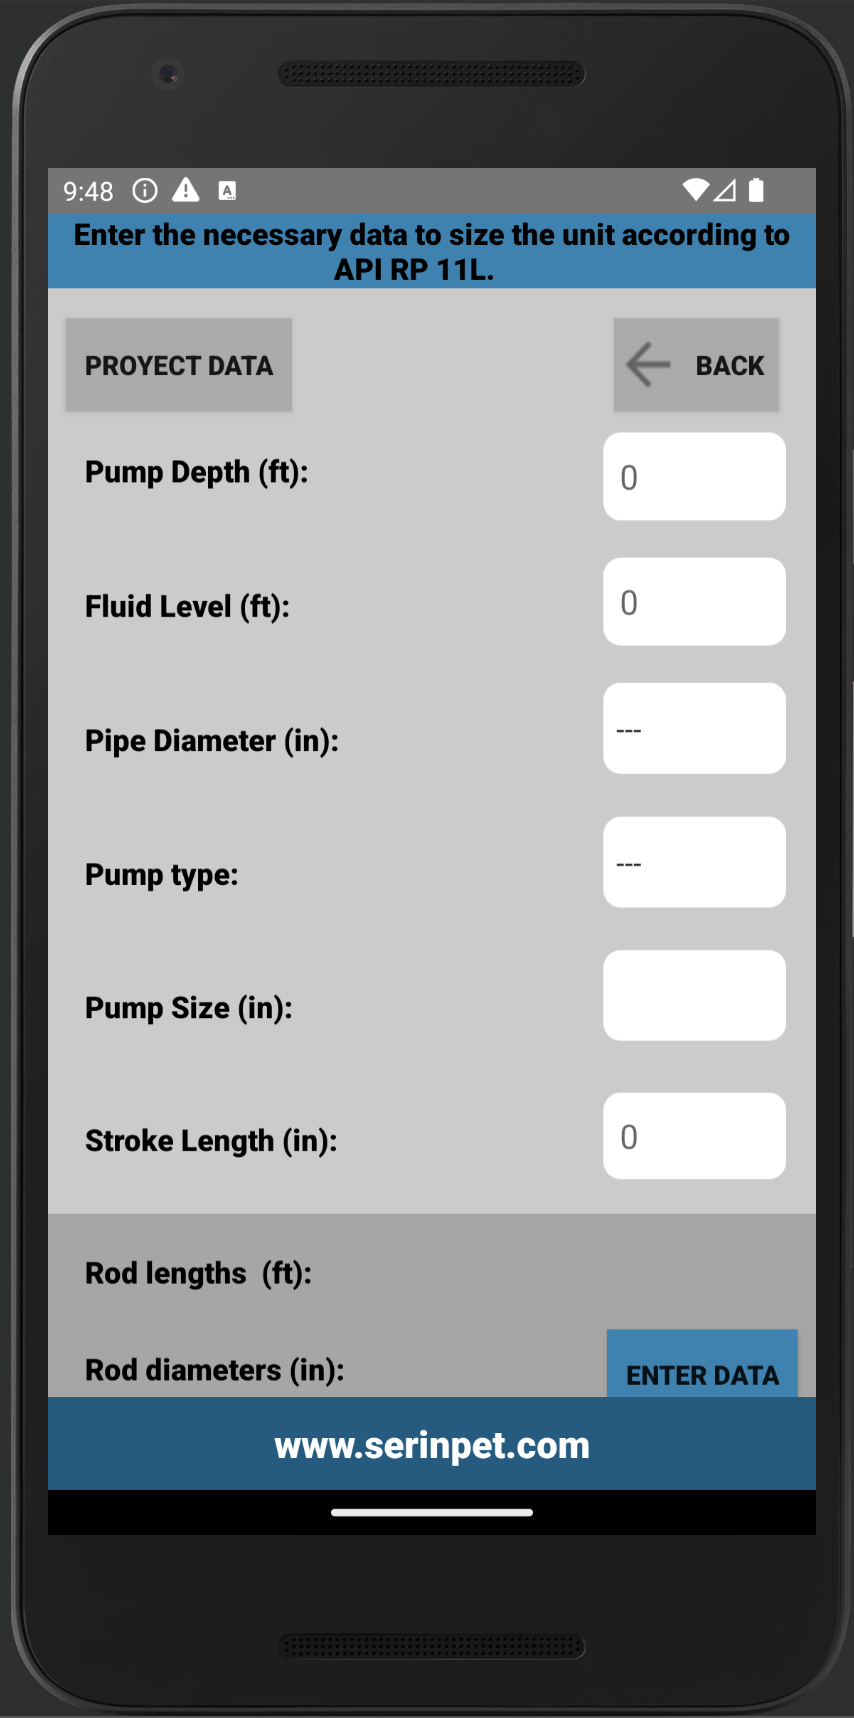 9:48
Enter the necessary data to size the unit according to
API RP 11L.
PROYECT DATA
BACK
Pump Depth (ft):
0
Fluid Level (ft):
0
Pipe Diameter (in):
---
Pump type:
---
Pump Size (in):
Stroke Length (in):
0
Rod lengths  (ft):
Rod diameters (in):
ENTER DATA
www.serinpet.com